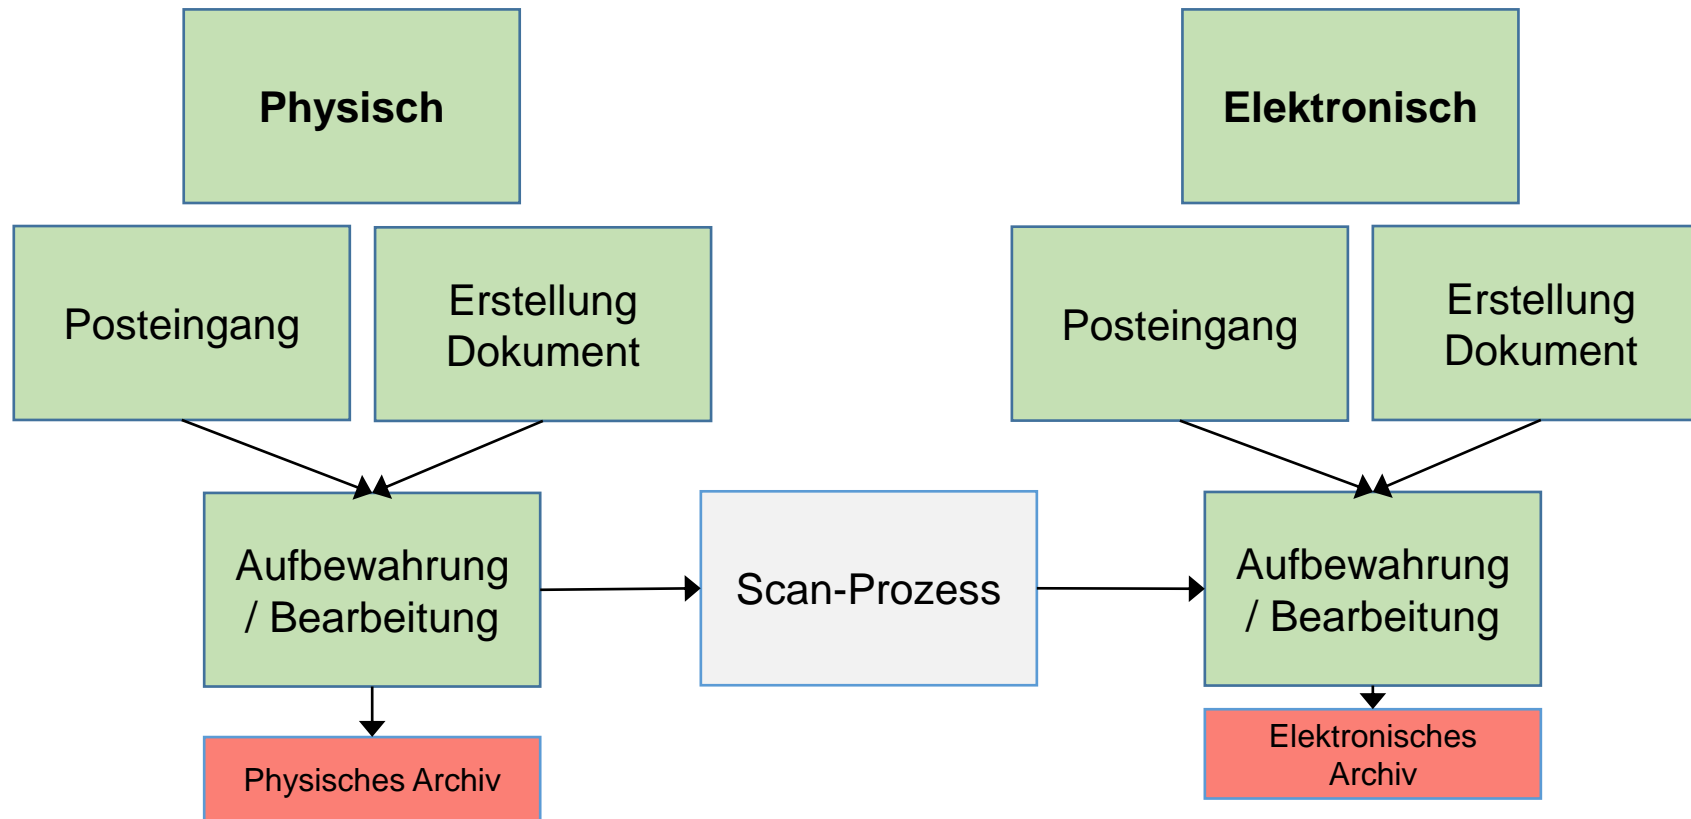 Physisch
Elektronisch
Posteingang
Erstellung
Dokument
Posteingang
Erstellung
Dokument
Aufbewahrung
/ Bearbeitung
Scan-Prozess
Aufbewahrung
/ Bearbeitung
Physisches Archiv
Elektronisches
Archiv